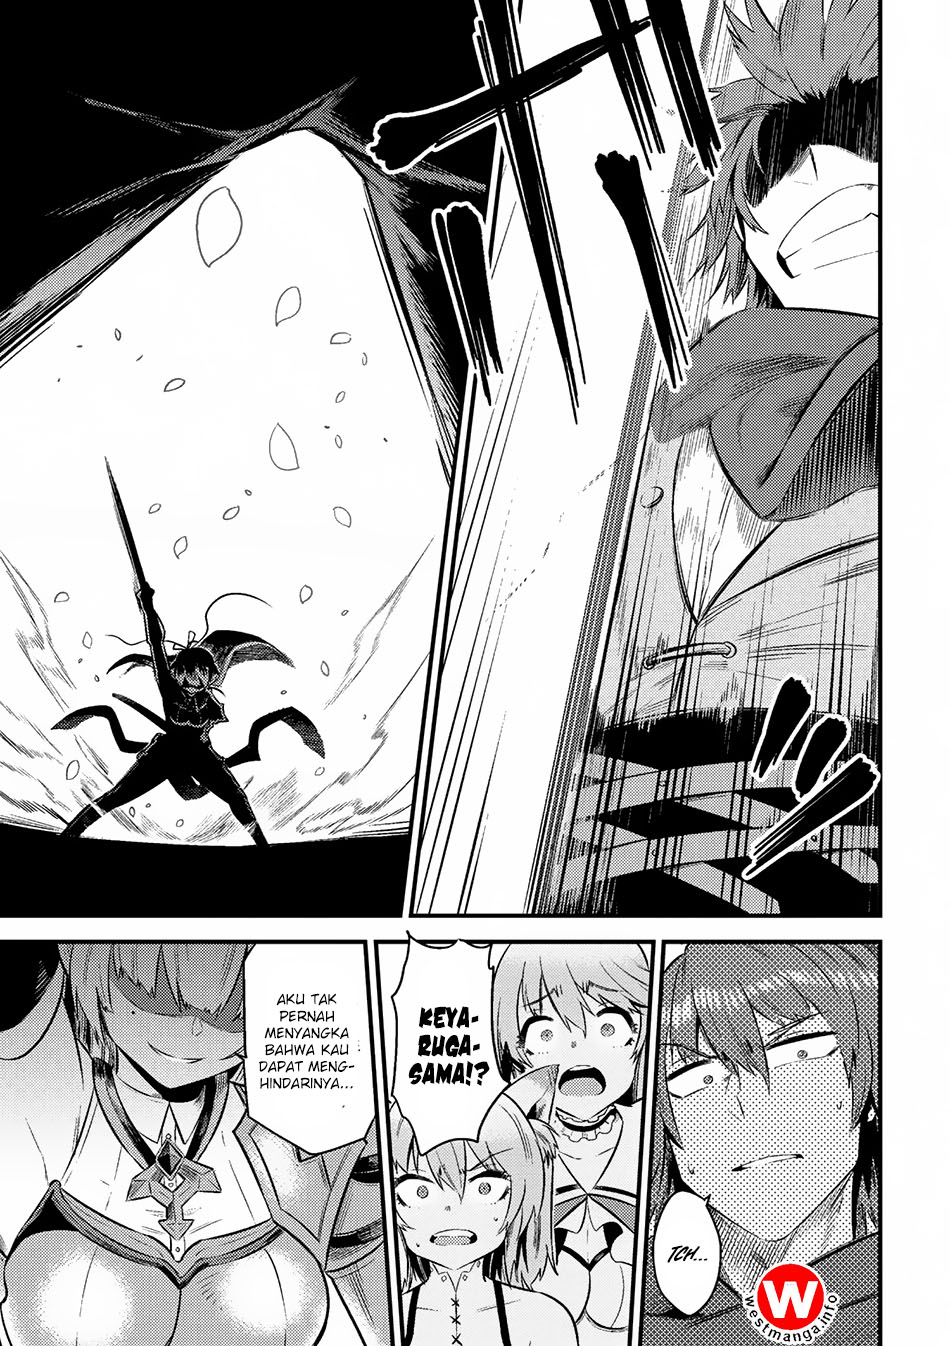 TCH...
KEYA-
RUGA-
SAMA!?
AKU TAK
PERNAH
MENYANGKA
BAHWA KAU
DAPAT MENG-
HINDARINYA...
W
westmanga.info